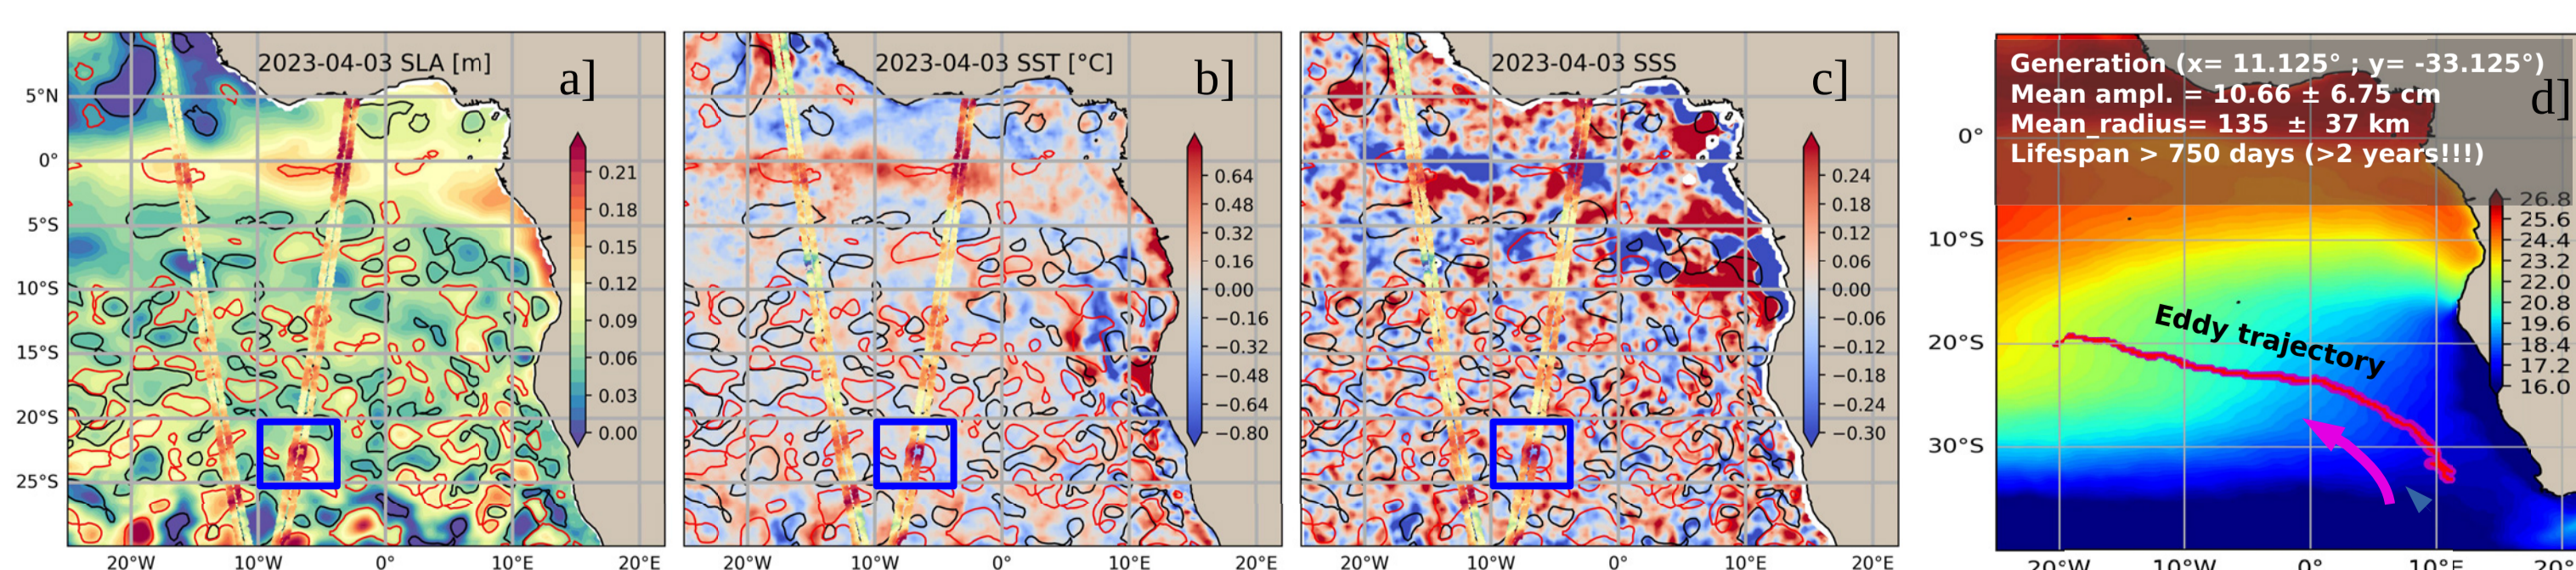 2023-04-03 SLA [m]
a]
5°N
0°
5°S
10°S
15°S
20°S
25°S
20°W
10°W
0°
10°E
20°E
0.21
0.18
0.15
0.12
0.09
0.06
0.03
0.00
2023-04-03 SST [°C]
b]
20°W
10°W
0°
10°E
20°E
0.64
0.48
0.32
0.16
0.00
−0.16
−0.32
−0.48
−0.64
−0.80
2023-04-03 SSS
c]
20°W
10°W
0°
10°E
20°E
0.24
0.18
0.12
0.06
0.00
−0.06
−0.12
−0.18
−0.24
−0.30
Generation (x= 11.125° ; y= -33.125°)
Mean ampl. = 10.66 ± 6.75 cm
Mean_radius= 135 ± 37 km
Lifespan > 750 days (>2 years!!!)
d]
0°
10°S
20°S
30°S
26.8
25.6
24.4
23.2
22.0
20.8
19.6
18.4
17.2
16.0
Eddy trajectory
20°W
10°W
0°
10°E